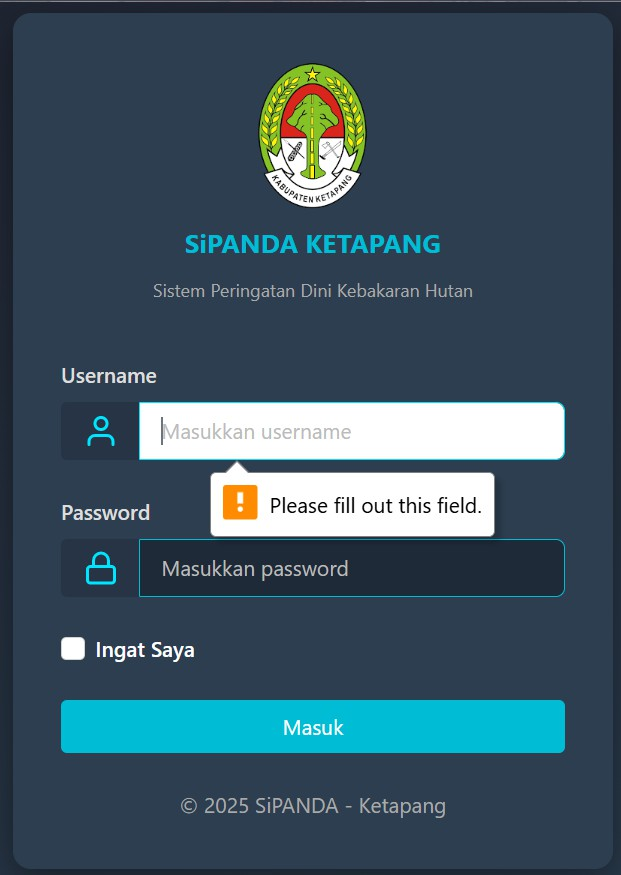 KABUPATEN KETAPANG
SiPANDA KETAPANG
Sistem Peringatan Dini Kebakaran Hutan
Username
Masukkan username
Please fill out this field.
Password
Masukkan password
Ingat Saya
Masuk
© 2025 SiPANDA - Ketapang